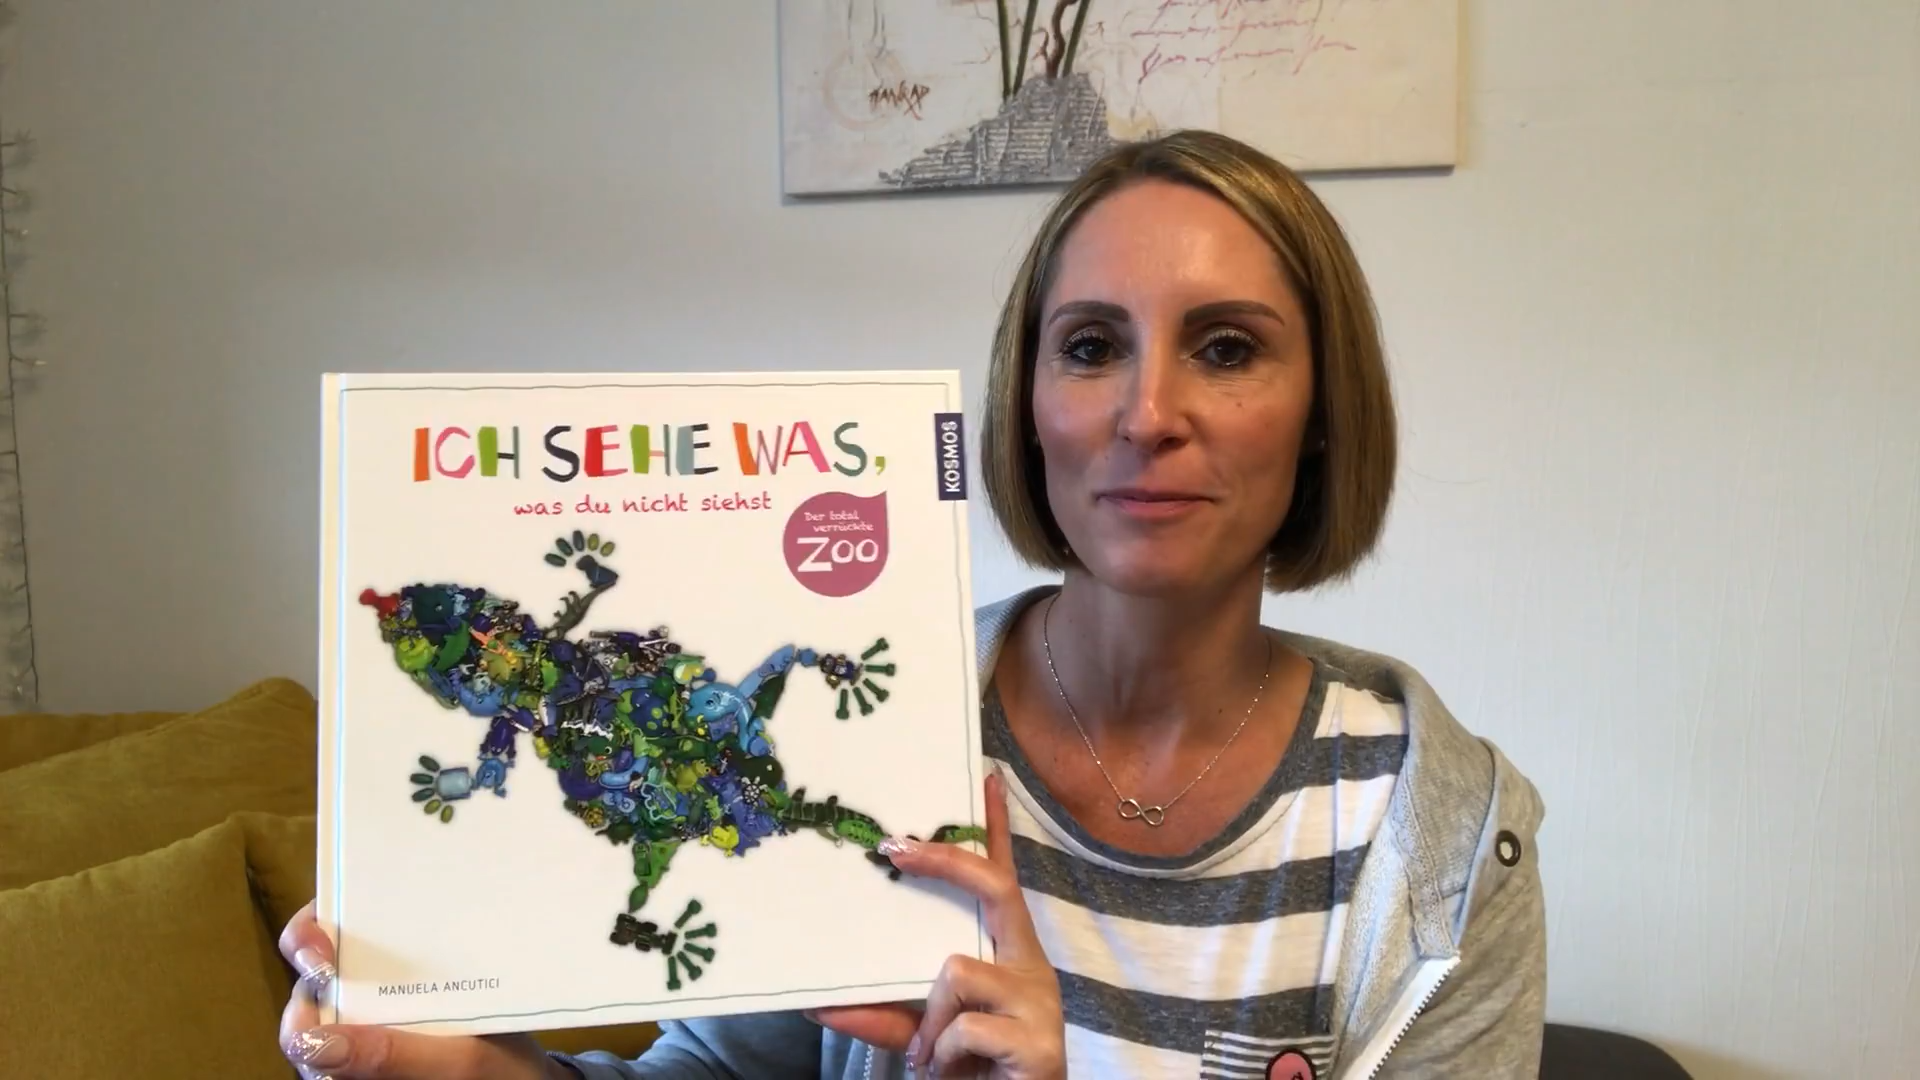 ICH SEHE WAS,
was du nicht siehst
Der total
verrückte
ZOO
KOSMOS
MANUELA ANCUTICI